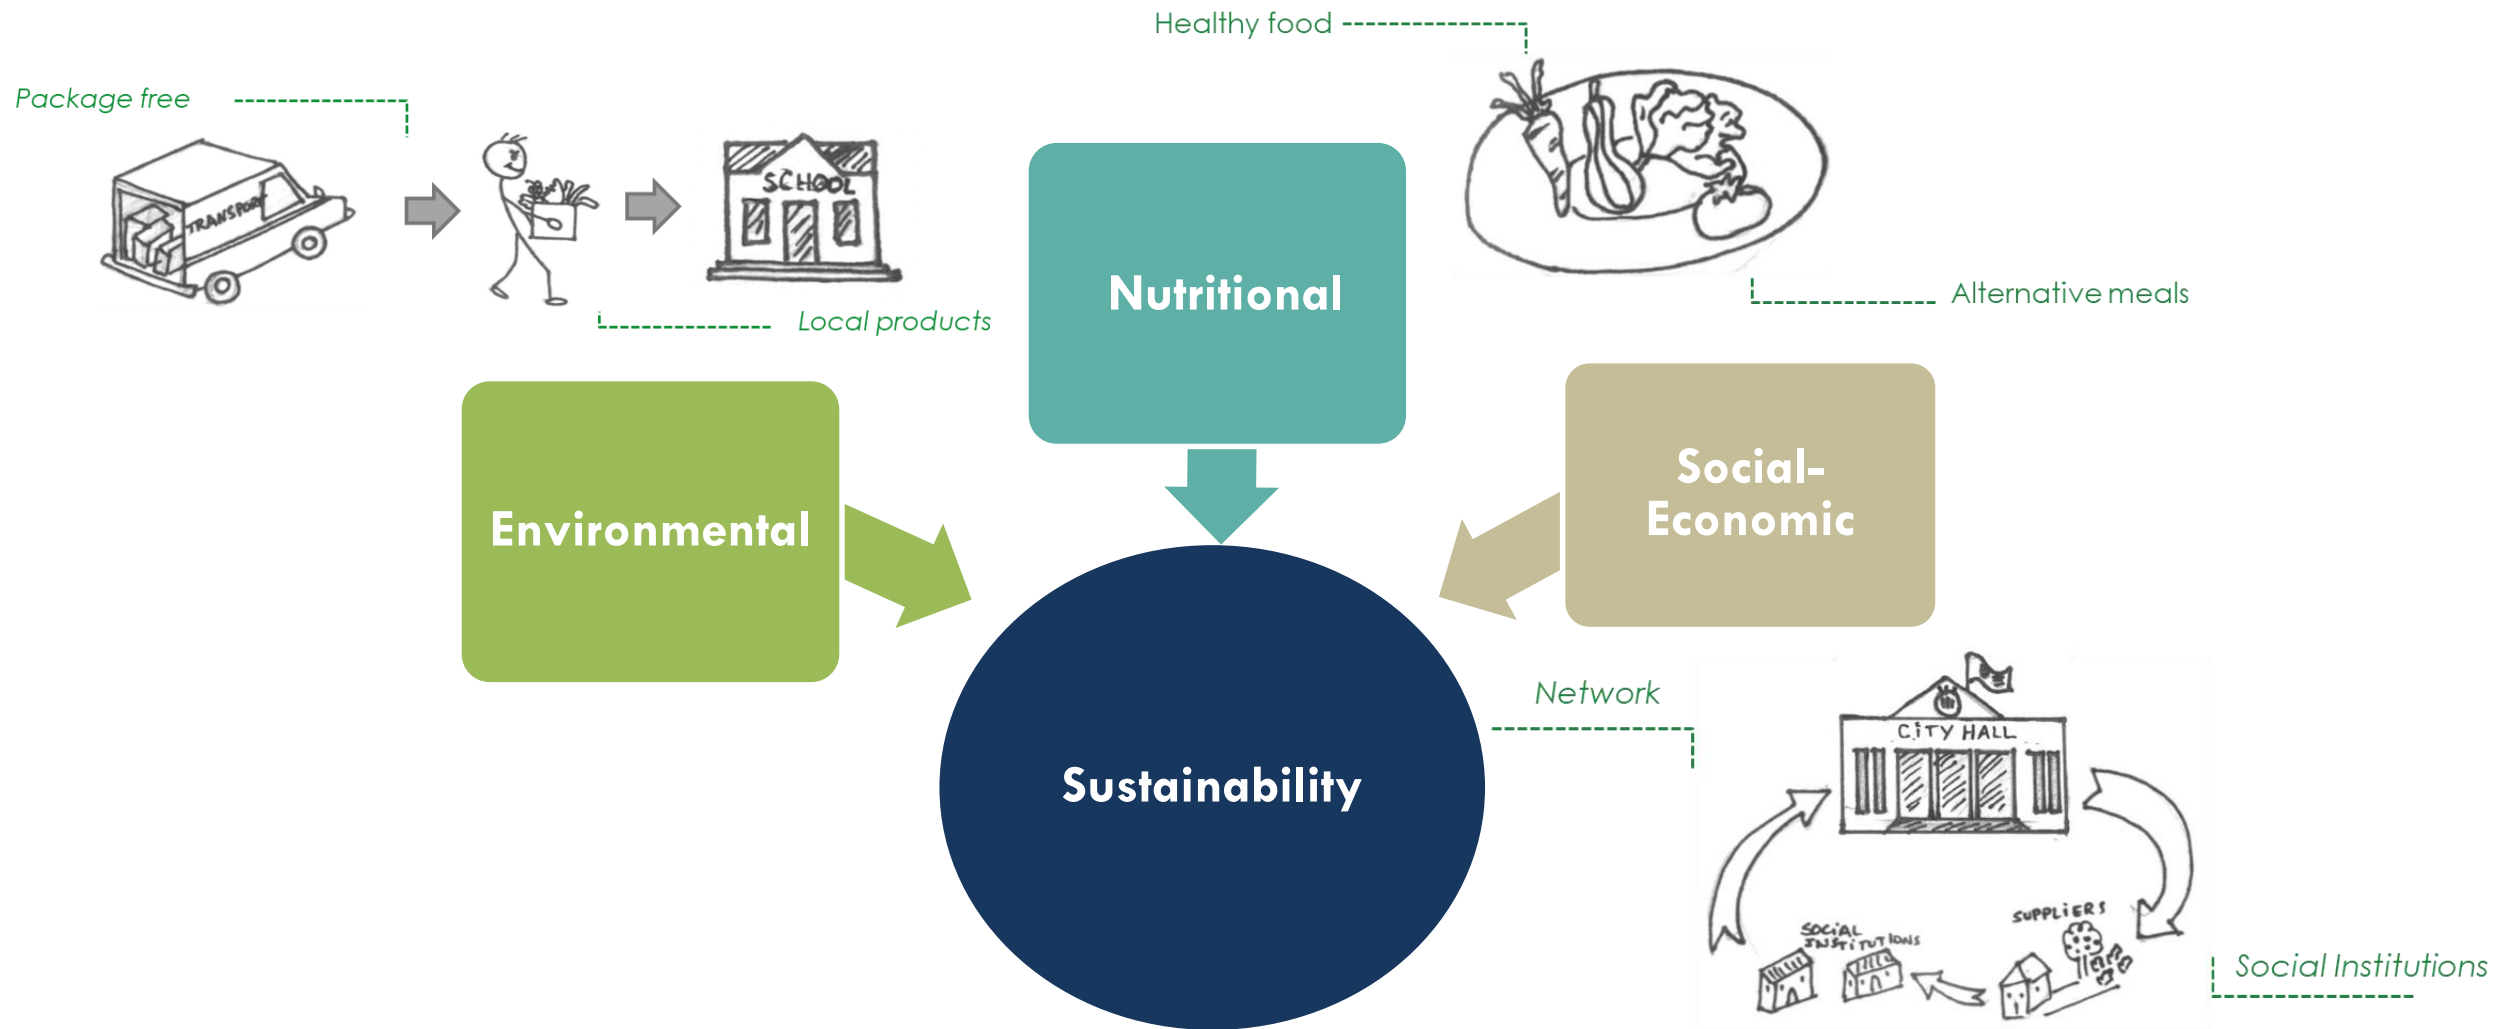 Healthy food
Package free
TRANSPORT
SCHOOL
Local products
Nutritional
Alternative meals
Environmental
Social-
Economic
Sustainability
Network
CiTY HALL
SUPPLiERS
SOCiAL
INSTiTUTIONS
Social Institutions